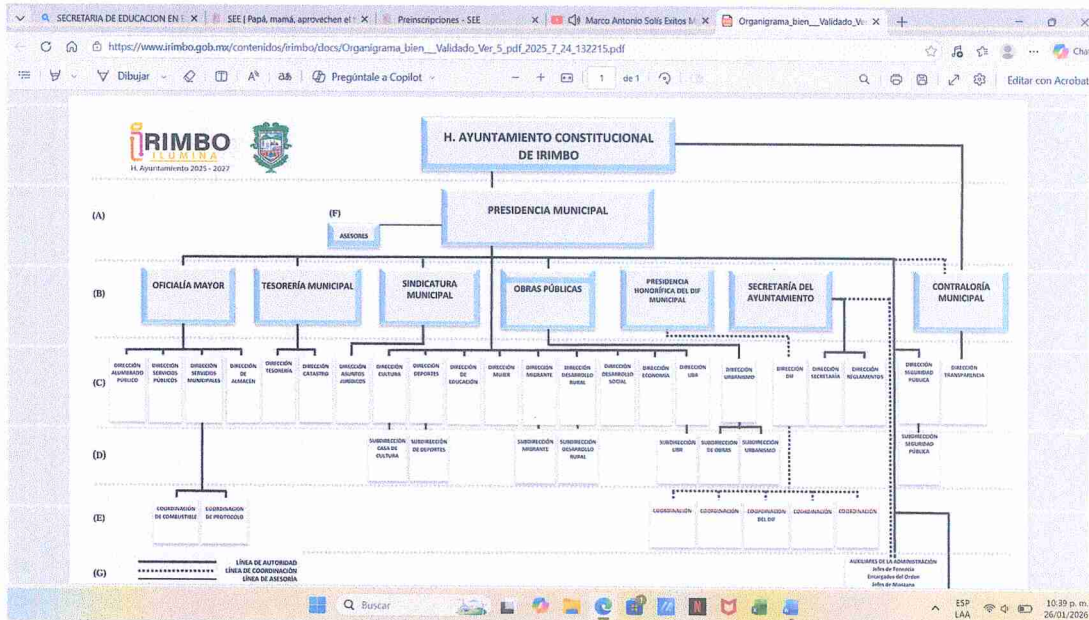 SECRETARIA DE EDUCACION EN
SEE | Papá, mamá, aprovechen el
Preinscripciones - SEE
Marco Antonio Solís Exitos M
Organigrama_bien__Validado_Ve
https://www.irimbo.gob.mx/contenidos/irimbo/docs/Organigrama_bien__Validado_Ver_5_pdf_2025_7_24_132215.pdf
Chat
Dibujar
Pregúntale a Copilot
1 de 1
Editar con Acrobat
IRIMBO
ILUMINA
H. Ayuntamiento 2025 - 2027
H. AYUNTAMIENTO CONSTITUCIONAL
DE IRIMBO
(A)
(F)
ASESORES
PRESIDENCIA MUNICIPAL
(B)
OFICIALÍA MAYOR
TESORERÍA MUNICIPAL
SINDICATURA
MUNICIPAL
OBRAS PÚBLICAS
PRESIDENCIA
HONORÍFICA DEL DIF
MUNICIPAL
SECRETARÍA DEL
AYUNTAMIENTO
CONTRALORÍA
MUNICIPAL
(C)
DIRECCIÓN
ALUMBRADO
PÚBLICO
DIRECCIÓN
SERVICIOS
PÚBLICOS
DIRECCIÓN
SERVICIOS
MUNICIPALES
DIRECCIÓN
DE
ALMACÉN
DIRECCIÓN
TESORERÍA
DIRECCIÓN
CATASTRO
DIRECCIÓN
ASUNTOS
JURÍDICOS
DIRECCIÓN
CULTURA
DIRECCIÓN
DEPORTES
DIRECCIÓN
DE
EDUCACIÓN
DIRECCIÓN
MUJER
DIRECCIÓN
MIGRANTE
DIRECCIÓN
DESARROLLO
RURAL
DIRECCIÓN
DESARROLLO
SOCIAL
DIRECCIÓN
ECONOMÍA
DIRECCIÓN
UBR
DIRECCIÓN
URBANISMO
DIRECCIÓN
DIF
DIRECCIÓN
SECRETARÍA
DIRECCIÓN
REGLAMENTOS
DIRECCIÓN
SEGURIDAD
PÚBLICA
DIRECCIÓN
TRANSPARENCIA
(D)
SUBDIRECCIÓN
CASA DE
CULTURA
SUBDIRECCIÓN
DE DEPORTES
SUBDIRECCIÓN
MIGRANTE
SUBDIRECCIÓN
DESARROLLO
RURAL
SUBDIRECCIÓN
UBR
SUBDIRECCIÓN
DE OBRAS
SUBDIRECCIÓN
URBANISMO
SUBDIRECCIÓN
SEGURIDAD
PÚBLICA
(E)
COORDINACIÓN
DE COMBUSTIBLE
COORDINACION
DE PROTOCOLO
COORDINACIÓN
COORDINACIÓN
COORDINACIÓN
DEL DIF
COORDINACIÓN
COORDINACIÓN
(G)
LÍNEA DE AUTORIDAD
LÍNEA DE COORDINACIÓN
LÍNEA DE ASESORÍA
AUXILIARES DE LA ADMINISTRACIÓN
Jefes de Tenencia
Encargados del Orden
Jefes de Manzana
Buscar
ESP
LAA
10:39 p. m.
26/01/2026